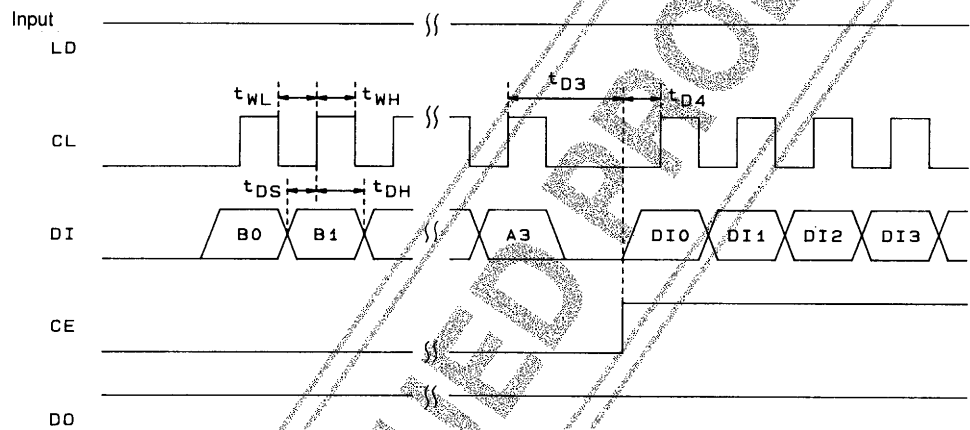 Input
LD
tD3
tWL tWH tD4
CL
tDS tDH
DI B0 B1 A3 DI0 DI1 DI2 DI3
CE
DO